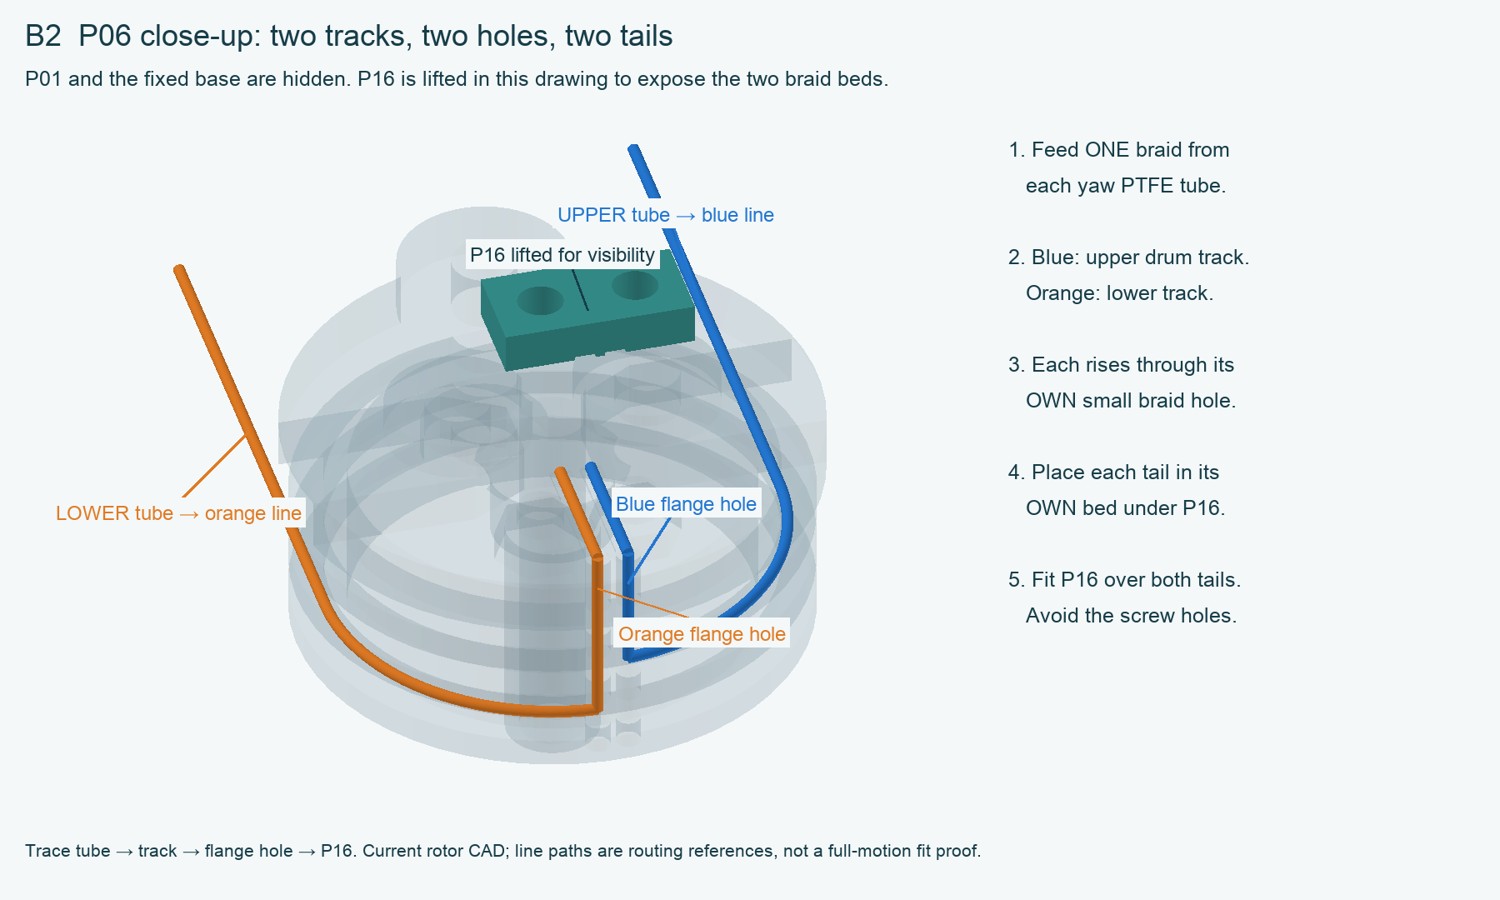 B2 P06 close-up: two tracks, two holes, two tails
P01 and the fixed base are hidden. P16 is lifted in this drawing to expose the two braid beds.
UPPER tube → blue line
P16 lifted for visibility
LOWER tube → orange line
Blue flange hole
Orange flange hole
1. Feed ONE braid from
each yaw PTFE tube.
2. Blue: upper drum track.
Orange: lower track.
3. Each rises through its
OWN small braid hole.
4. Place each tail in its
OWN bed under P16.
5. Fit P16 over both tails.
Avoid the screw holes.
Trace tube → track → flange hole → P16. Current rotor CAD; line paths are routing references, not a full-motion fit proof.